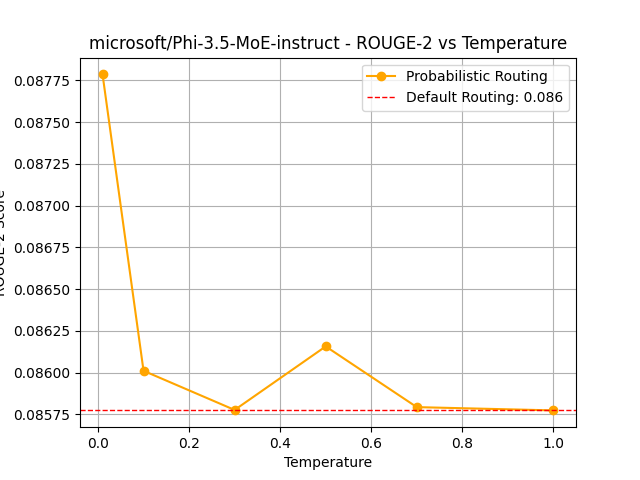 microsoft/Phi-3.5-MoE-instruct - ROUGE-2 vs Temperature
Probabilistic Routing
Default Routing: 0.086
0.08775
0.08750
0.08725
0.08700
0.08675
0.08650
0.08625
0.08600
0.08575
ROUGE-2 Score
0.0 0.2 0.4 0.6 0.8 1.0
Temperature